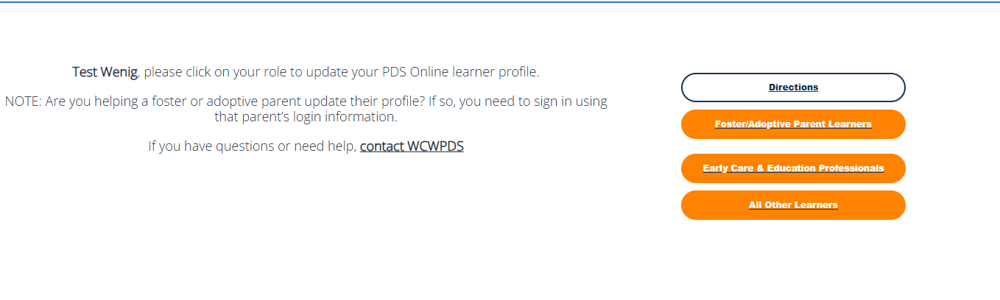 Test Wenig, please click on your role to update your PDS Online learner profile.
NOTE: Are you helping a foster or adoptive parent update their profile? If so, you need to sign in using
that parent’s login information.
If you have questions or need help, contact WCWPDS
Directions
Foster/Adoptive Parent Learners
Early Care & Education Professionals
All Other Learners